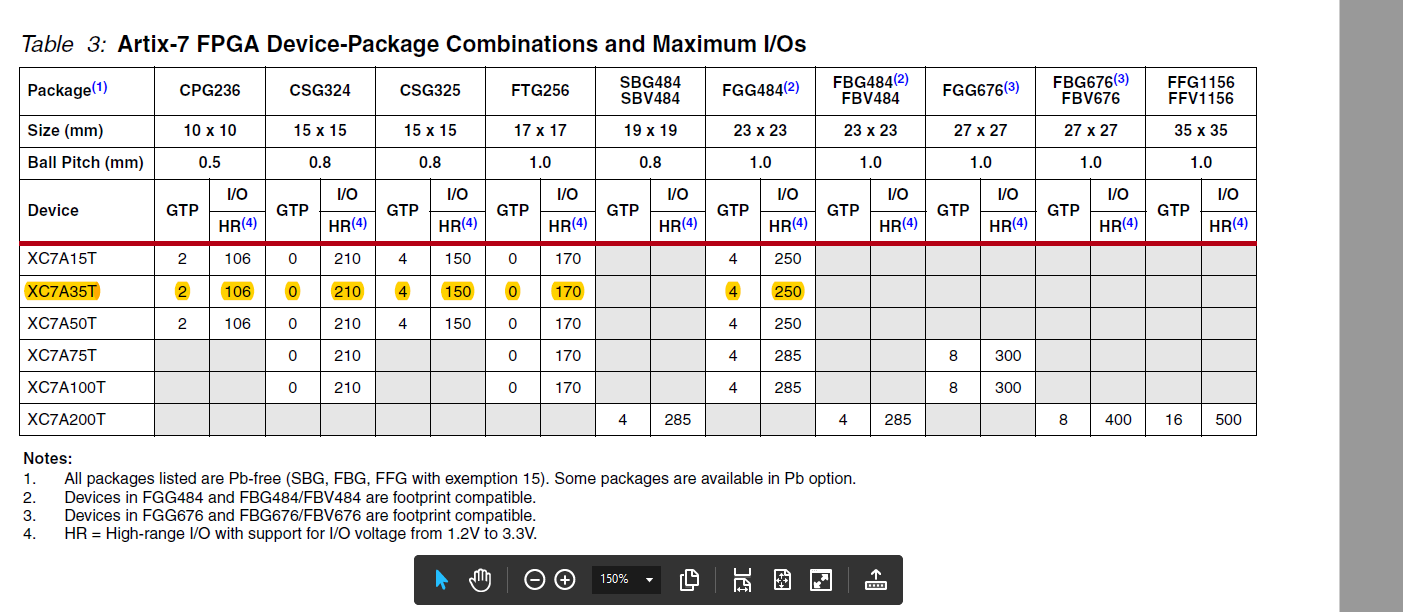 Table 3: Artix-7 FPGA Device-Package Combinations and Maximum I/Os
Package(1) CPG236 CSG324 CSG325 FTG256 SBG484 SBV484 FGG484(2) FBG484(2) FBV484 FGG676(3) FBG676(3) FBV676 FFG1156 FFV1156
Size (mm) 10 x 10 15 x 15 15 x 15 17 x 17 19 x 19 23 x 23 23 x 23 27 x 27 27 x 27 35 x 35
Ball Pitch (mm) 0.5 0.8 0.8 1.0 0.8 1.0 1.0 1.0 1.0 1.0
Device GTP I/O GTP I/O GTP I/O GTP I/O GTP I/O GTP I/O GTP I/O GTP I/O GTP I/O GTP I/O
HR(4) HR(4) HR(4) HR(4) HR(4) HR(4) HR(4) HR(4) HR(4) HR(4)
XC7A15T 2 106 0 210 4 150 0 170 4 250
XC7A35T 2 106 0 210 4 150 0 170 4 250
XC7A50T 2 106 0 210 4 150 0 170 4 250
XC7A75T 0 210 0 170 4 285 8 300
XC7A100T 0 210 0 170 4 285 8 300
XC7A200T 4 285 4 285 8 400 16 500
Notes:
1. All packages listed are Pb-free (SBG, FBG, FFG with exemption 15). Some packages are available in Pb option.
2. Devices in FGG484 and FBG484/FBV484 are footprint compatible.
3. Devices in FGG676 and FBG676/FBV676 are footprint compatible.
4. HR = High-range I/O with support for I/O voltage from 1.2V to 3.3V.
150%